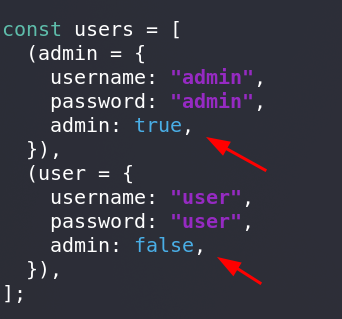 const users = [
  (admin = {
    username: "admin",
    password: "admin",
    admin: true,
  }),
  (user = {
    username: "user",
    password: "user",
    admin: false,
  }),
];